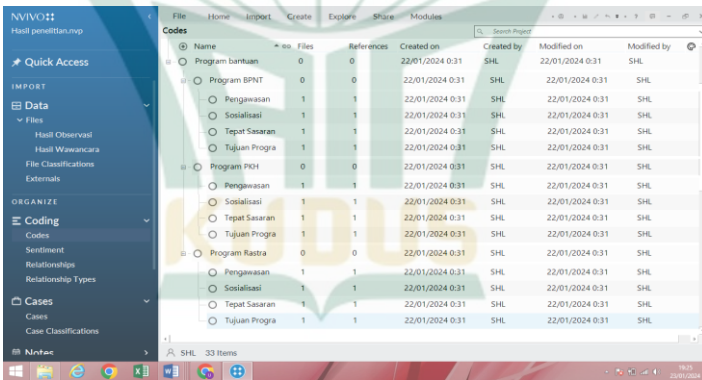 NVIVO
Hasil penelitian.nvp
File Home Import Create Explore Share Modules
Codes
Search Project
Quick Access
IMPORT
Data
Files
Hasil Observasi
Hasil Wawancara
File Classifications
Externals
ORGANIZE
Coding
Codes
Sentiment
Relationships
Relationship Types
Cases
Cases
Case Classifications
Notes
Name Files References Created on Created by Modified on Modified by
Program bantuan 0 0 22/01/2024 0:31 SHL 22/01/2024 0:31 SHL
Program BPNT 0 0 22/01/2024 0:31 SHL 22/01/2024 0:31 SHL
Pengawasan 1 1 22/01/2024 0:31 SHL 22/01/2024 0:31 SHL
Sosialisasi 1 1 22/01/2024 0:31 SHL 22/01/2024 0:31 SHL
Tepat Sasaran 1 1 22/01/2024 0:31 SHL 22/01/2024 0:31 SHL
Tujuan Progra 1 1 22/01/2024 0:31 SHL 22/01/2024 0:31 SHL
Program PKH 0 0 22/01/2024 0:31 SHL 22/01/2024 0:31 SHL
Pengawasan 1 1 22/01/2024 0:31 SHL 22/01/2024 0:31 SHL
Sosialisasi 1 1 22/01/2024 0:31 SHL 22/01/2024 0:31 SHL
Tepat Sasaran 1 1 22/01/2024 0:31 SHL 22/01/2024 0:31 SHL
Tujuan Progra 1 1 22/01/2024 0:31 SHL 22/01/2024 0:31 SHL
Program Rastra 0 0 22/01/2024 0:31 SHL 22/01/2024 0:31 SHL
Pengawasan 1 1 22/01/2024 0:31 SHL 22/01/2024 0:31 SHL
Sosialisasi 1 1 22/01/2024 0:31 SHL 22/01/2024 0:31 SHL
Tepat Sasaran 1 1 22/01/2024 0:31 SHL 22/01/2024 0:31 SHL
Tujuan Progra 1 1 22/01/2024 0:31 SHL 22/01/2024 0:31 SHL
KUDUS
SHL 33 Items
19:23
23/01/2024